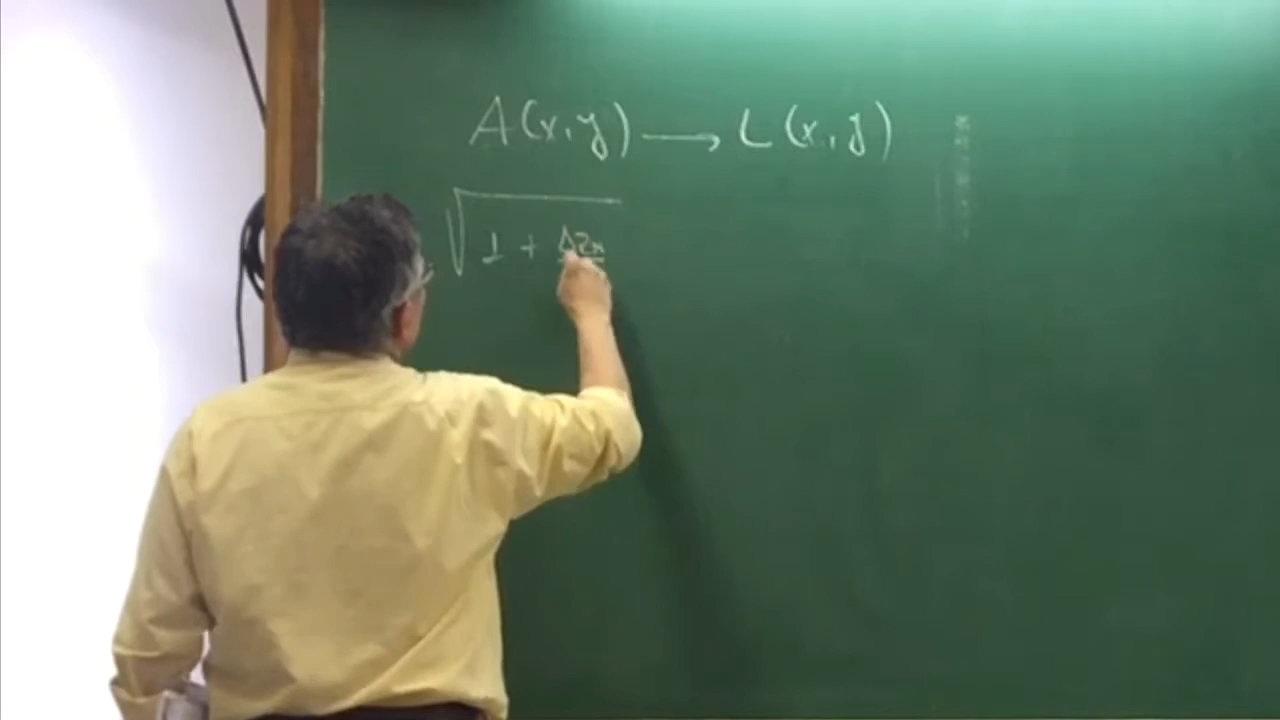 A(x,y) → L(x,y)
√1 + ΔZx